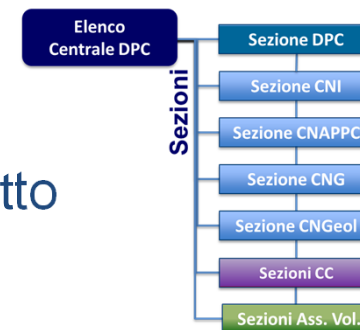 Elenco
Centrale DPC
Sezioni
tto
Sezione DPC
Sezione CNI
Sezione CNAPPC
Sezione CNG
Sezione CNGeol
Sezioni CC
Sezioni Ass. Vol.